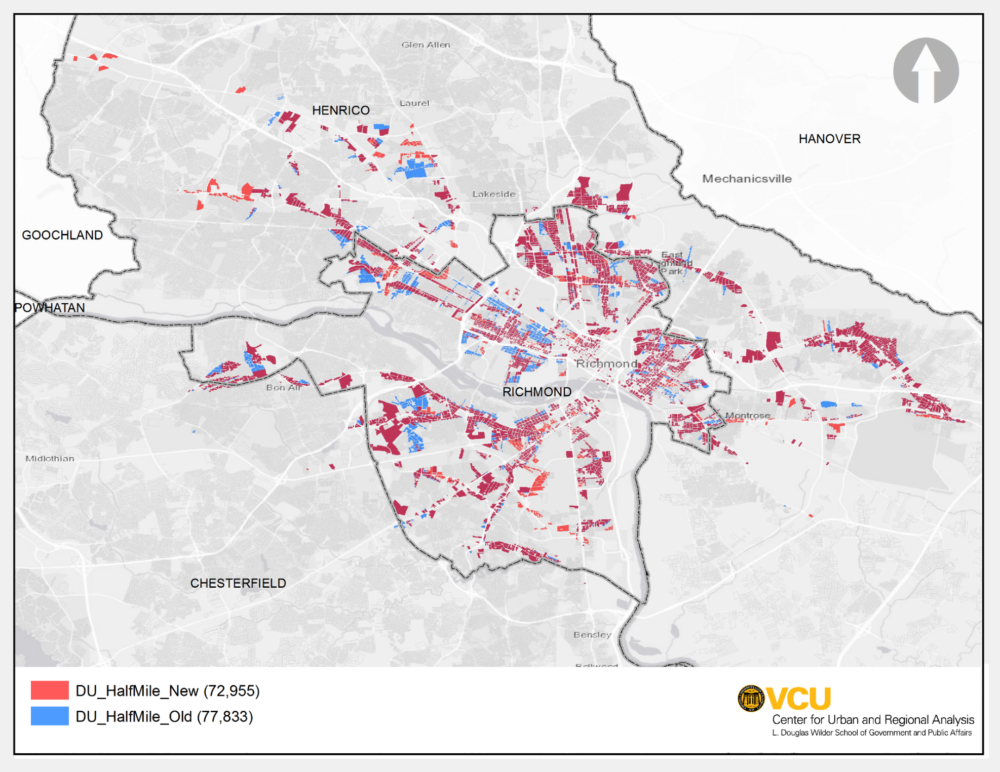 Glen Allen
Laurel
HENRICO
HANOVER
Mechanicsville
Lakeside
GOOCHLAND
East
Highland
Park
POWHATAN
Richmond
Bon Air
RICHMOND
Montrose
Midlothian
CHESTERFIELD
Bensley
Bellwood
DU_HalfMile_New (72,955)
DU_HalfMile_Old (77,833)
VCU
Center for Urban and Regional Analysis
L. Douglas Wilder School of Government and Public Affairs